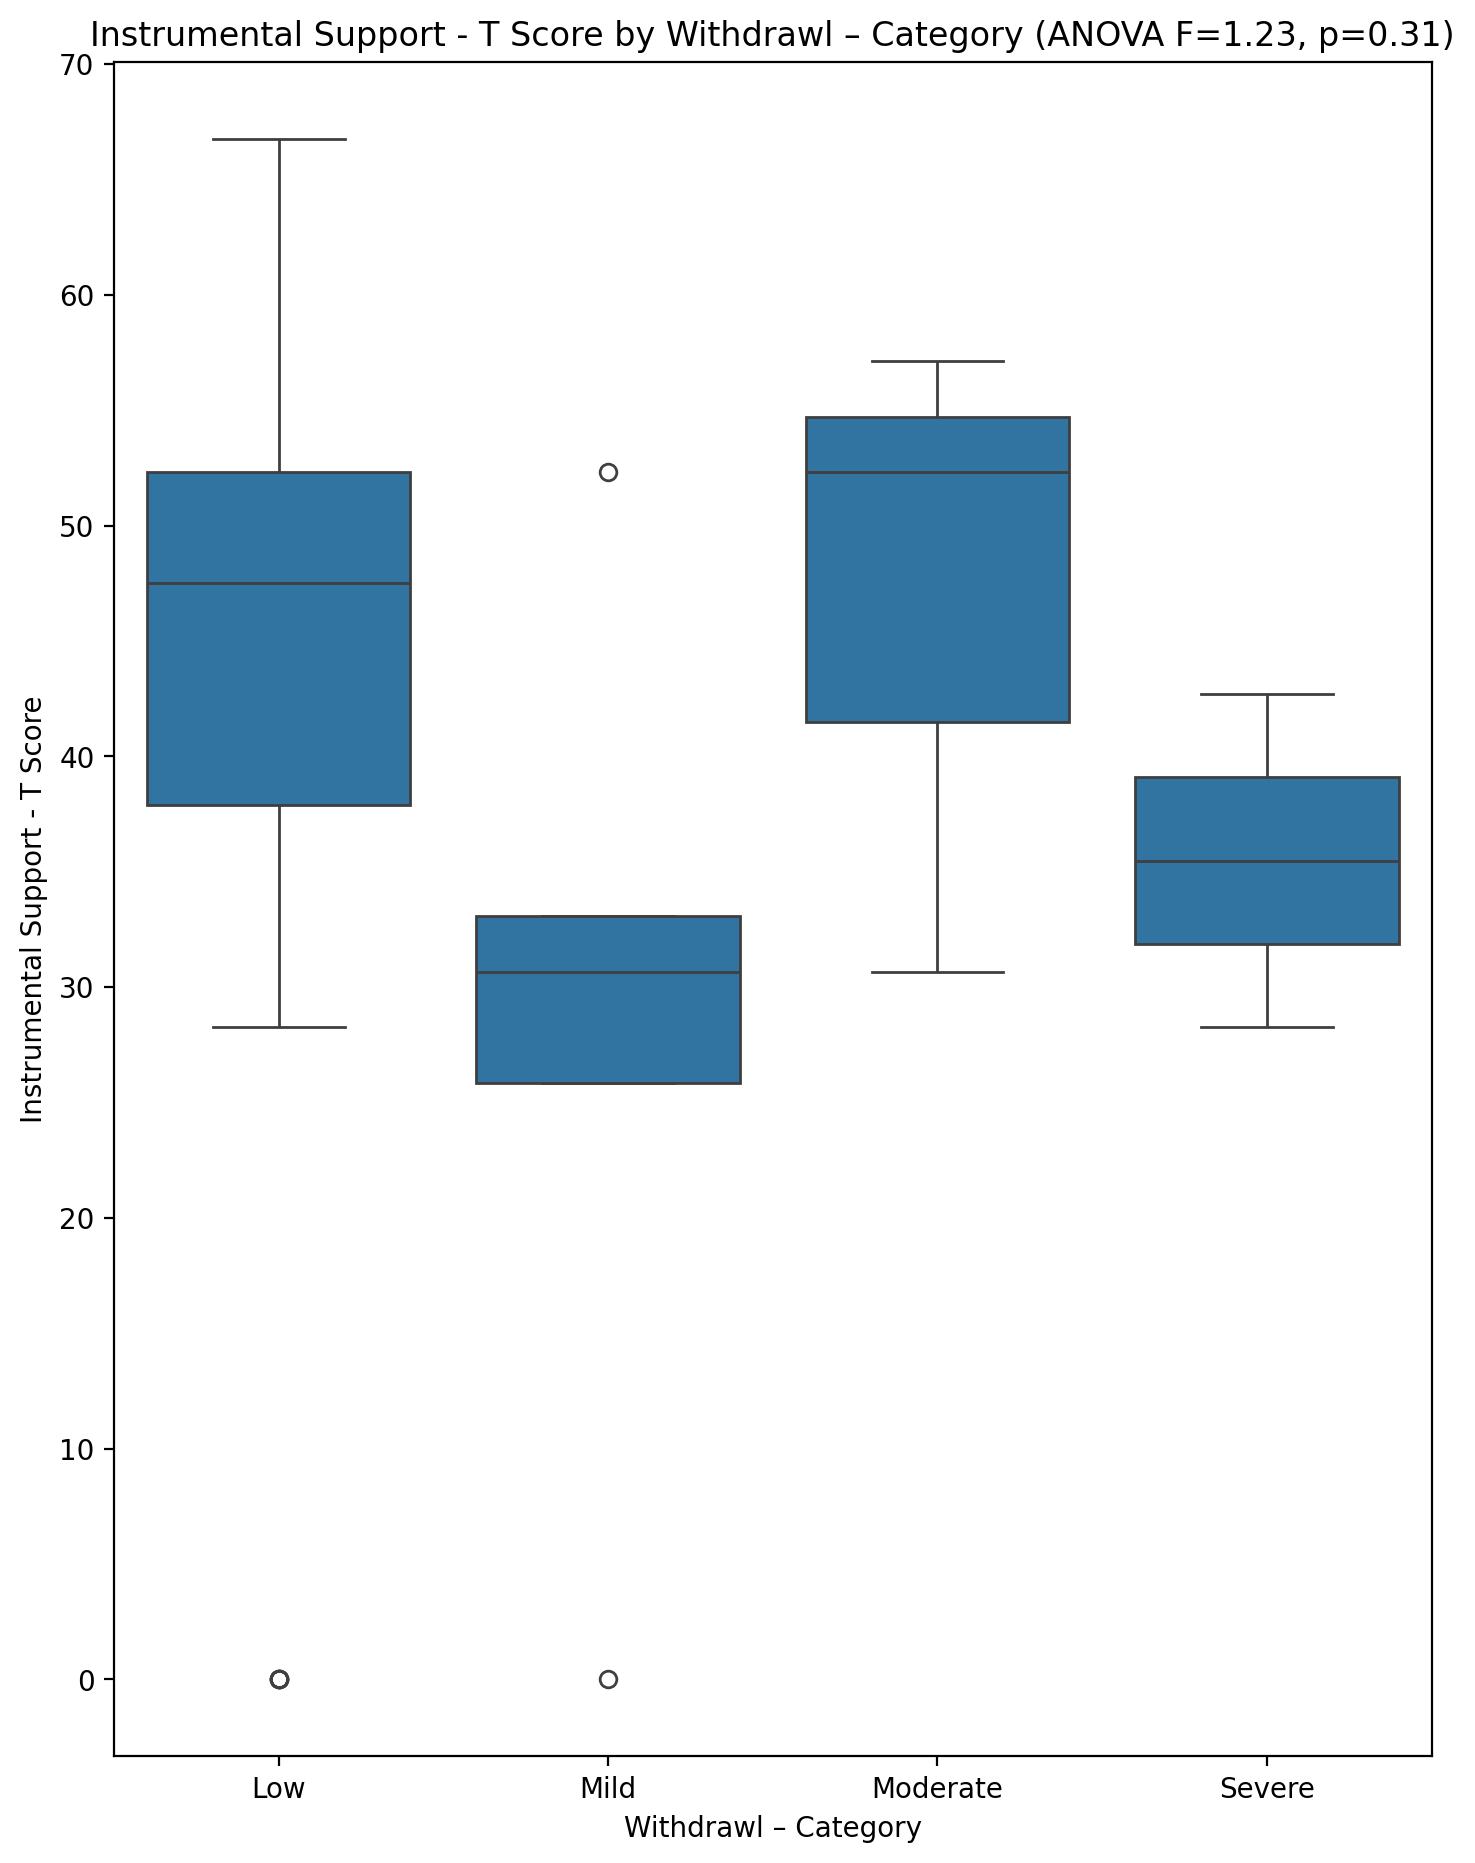 Instrumental Support - T Score by Withdrawl – Category (ANOVA F=1.23, p=0.31)
70
60
50
40
30
20
10
0
Instrumental Support - T Score
Low
Mild
Moderate
Severe
Withdrawl – Category